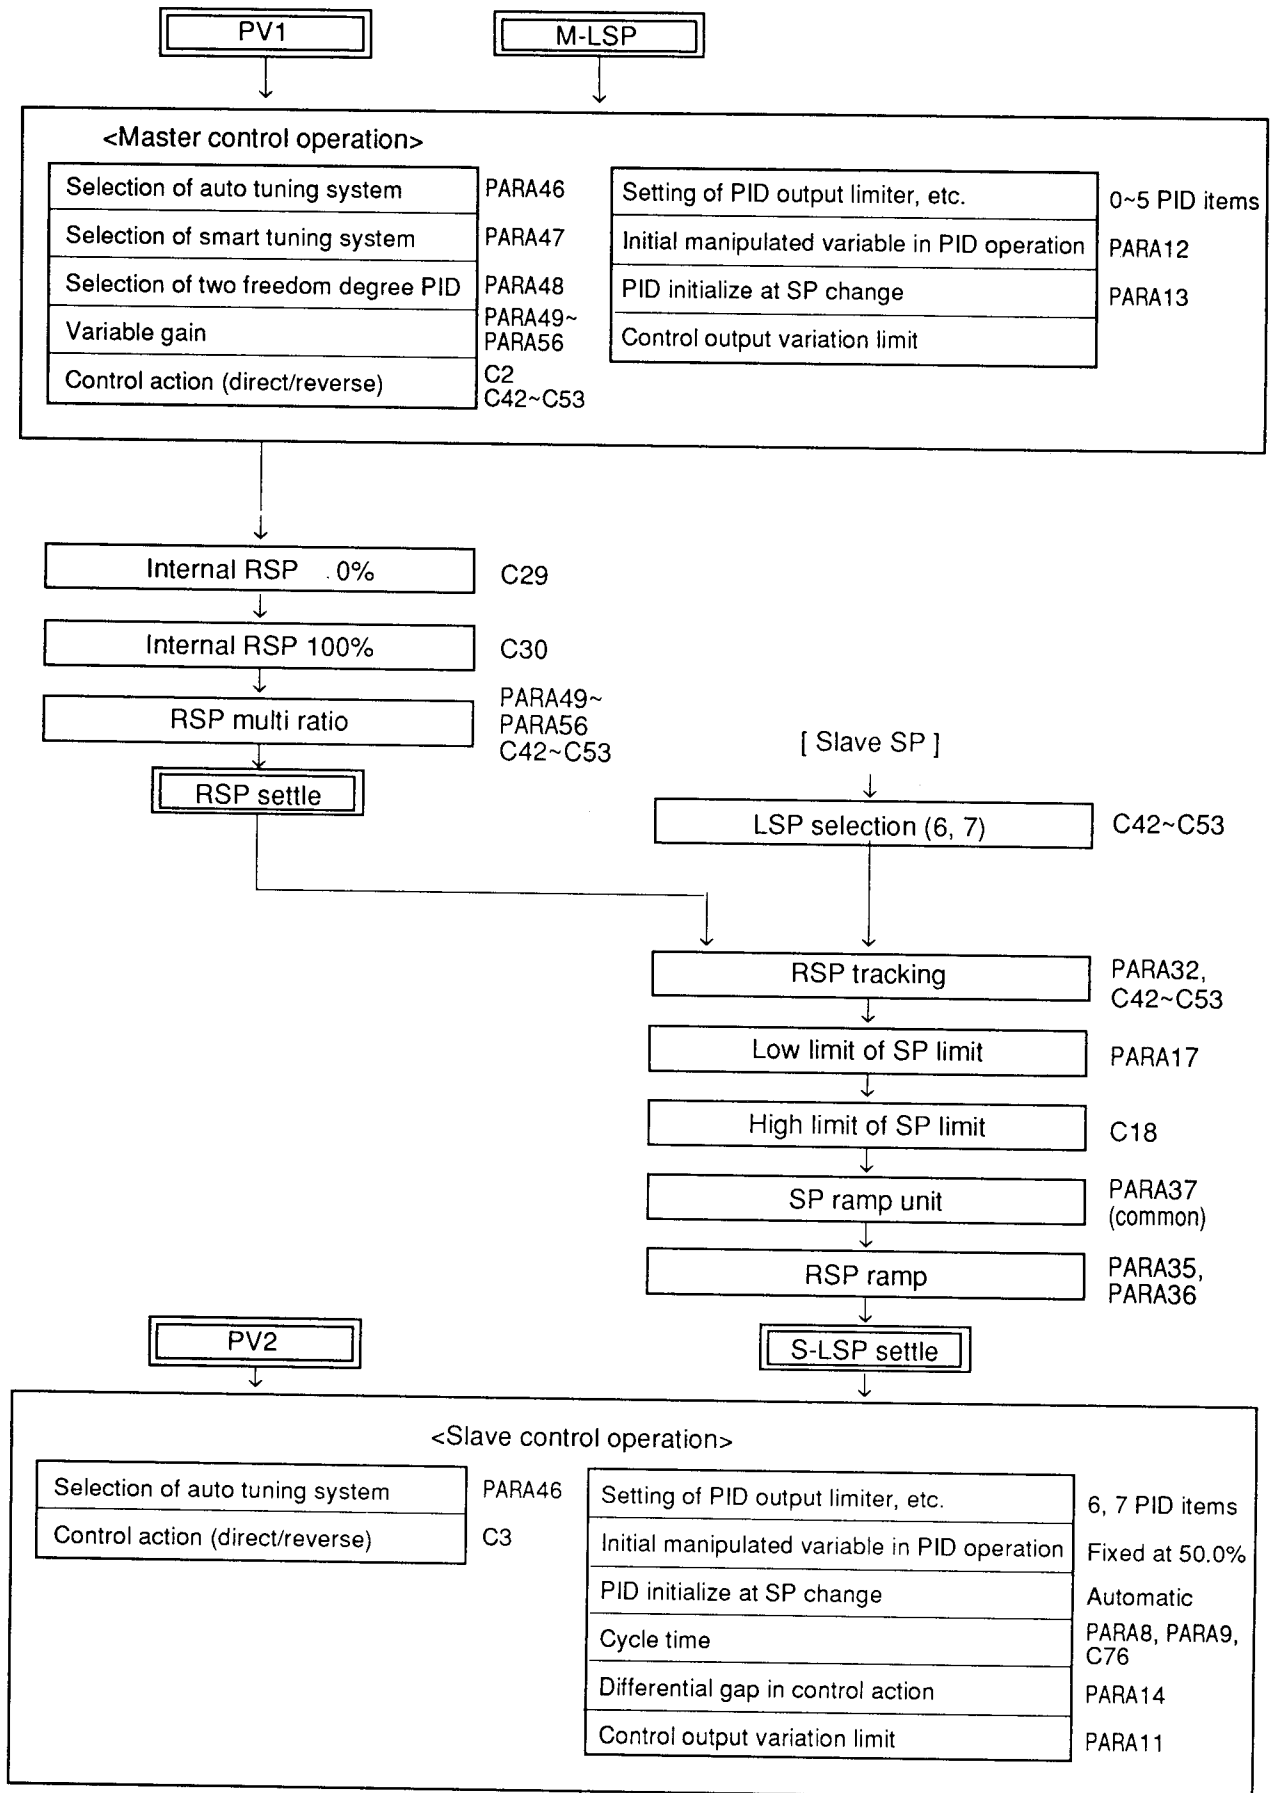 PV1
M-LSP
<Master control operation>
Selection of auto tuning system
PARA46
Selection of smart tuning system
PARA47
Selection of two freedom degree PID
PARA48
Variable gain
PARA49~
PARA56
Control action (direct/reverse)
C2
C42~C53
Setting of PID output limiter, etc.
0~5 PID items
Initial manipulated variable in PID operation
PARA12
PID initialize at SP change
PARA13
Control output variation limit
Internal RSP 0%
C29
Internal RSP 100%
C30
RSP multi ratio
PARA49~
PARA56
C42~C53
RSP settle
[ Slave SP ]
LSP selection (6, 7)
C42~C53
RSP tracking
PARA32,
C42~C53
Low limit of SP limit
PARA17
High limit of SP limit
C18
SP ramp unit
PARA37
(common)
RSP ramp
PARA35,
PARA36
PV2
S-LSP settle
<Slave control operation>
Selection of auto tuning system
PARA46
Control action (direct/reverse)
C3
Setting of PID output limiter, etc.
6, 7 PID items
Initial manipulated variable in PID operation
Fixed at 50.0%
PID initialize at SP change
Automatic
Cycle time
PARA8, PARA9,
C76
Differential gap in control action
PARA14
Control output variation limit
PARA11